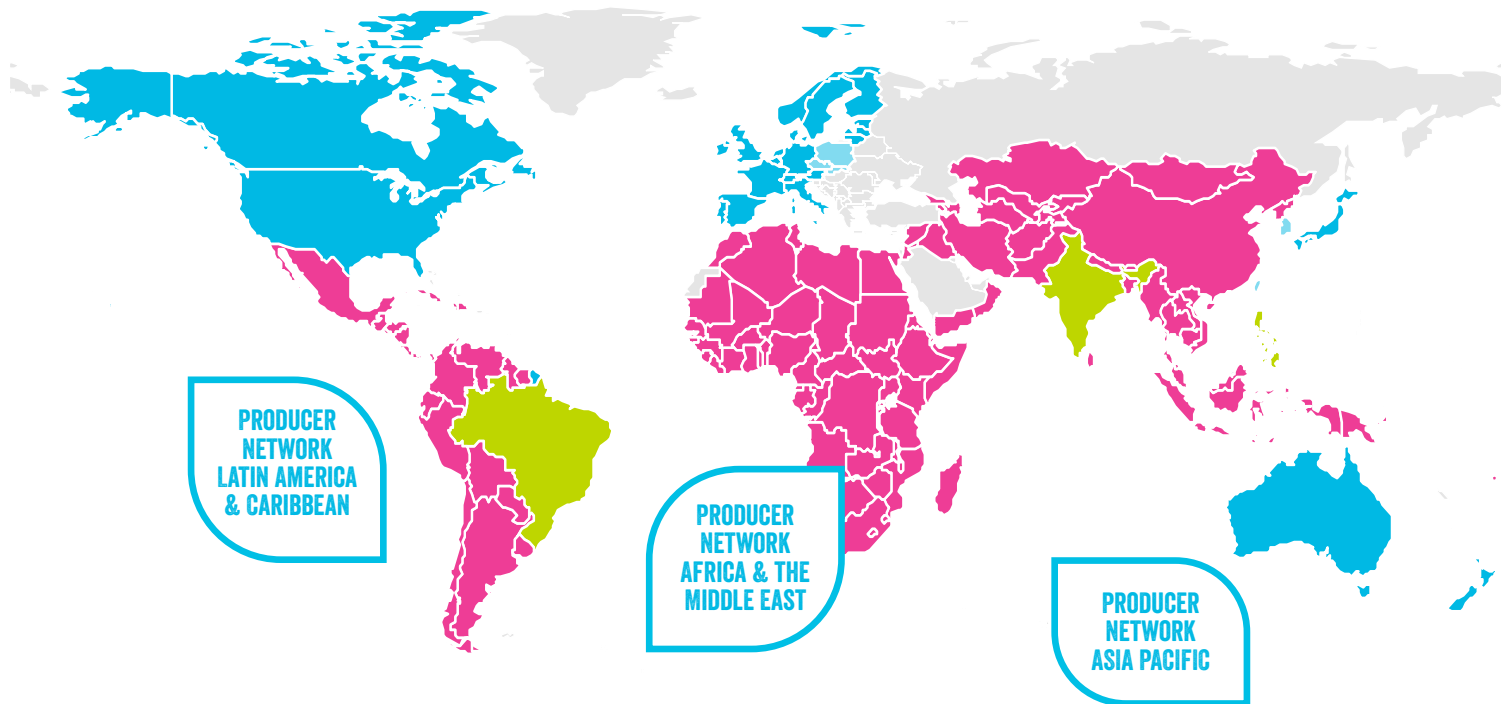 PRODUCER
NETWORK
LATIN AMERICA
& CARIBBEAN
PRODUCER
NETWORK
AFRICA & THE
MIDDLE EAST
PRODUCER
NETWORK
ASIA PACIFIC